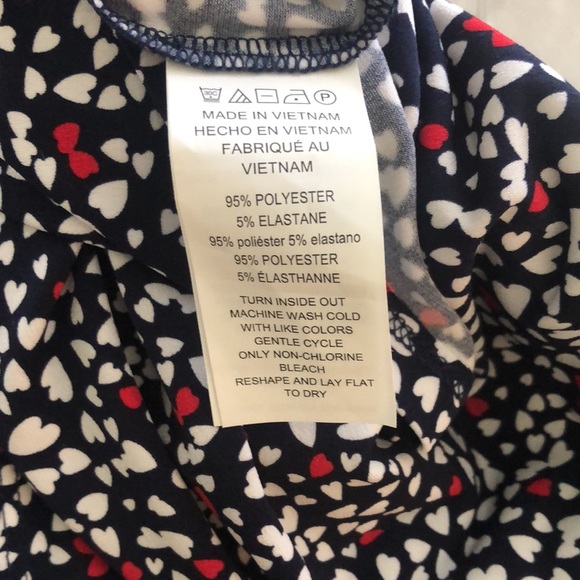 30C P
MADE IN VIETNAM
HECHO EN VIETNAM
FABRIQUÉ AU
VIETNAM
95% POLYESTER
5% ELASTANE
95% poliéster 5% elastano
95% POLYESTER
5% ÉLASTHANNE
TURN INSIDE OUT
MACHINE WASH COLD
WITH LIKE COLORS
GENTLE CYCLE
ONLY NON-CHLORINE
BLEACH
RESHAPE AND LAY FLAT
TO DRY